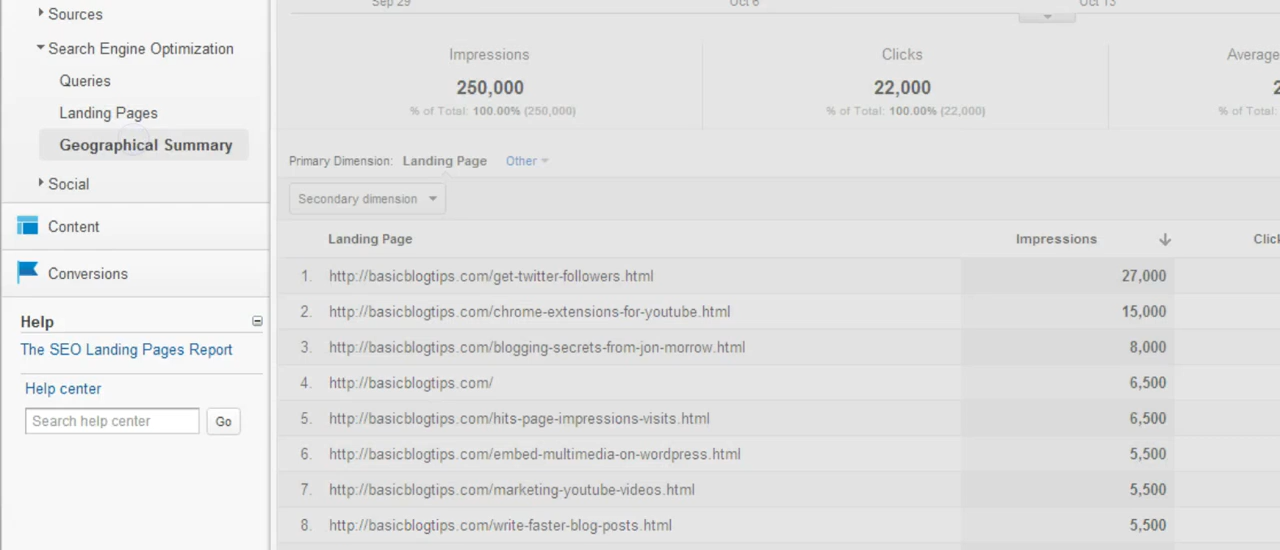 Sources
Search Engine Optimization
Queries
Landing Pages
Geographical Summary
Social
Content
Conversions
Help
The SEO Landing Pages Report
Help center
Search help center
Go
Sep 29
Oct 6
Oct 13
Impressions
Clicks
Average
250,000
22,000
% of Total: 100.00% (250,000)
% of Total: 100.00% (22,000)
% of Total:
Primary Dimension: Landing Page Other
Secondary dimension
Landing Page Impressions
1. http://basicblogtips.com/get-twitter-followers.html 27,000
2. http://basicblogtips.com/chrome-extensions-for-youtube.html 15,000
3. http://basicblogtips.com/blogging-secrets-from-jon-morrow.html 8,000
4. http://basicblogtips.com/ 6,500
5. http://basicblogtips.com/hits-page-impressions-visits.html 6,500
6. http://basicblogtips.com/embed-multimedia-on-wordpress.html 5,500
7. http://basicblogtips.com/marketing-youtube-videos.html 5,500
8. http://basicblogtips.com/write-faster-blog-posts.html 5,500